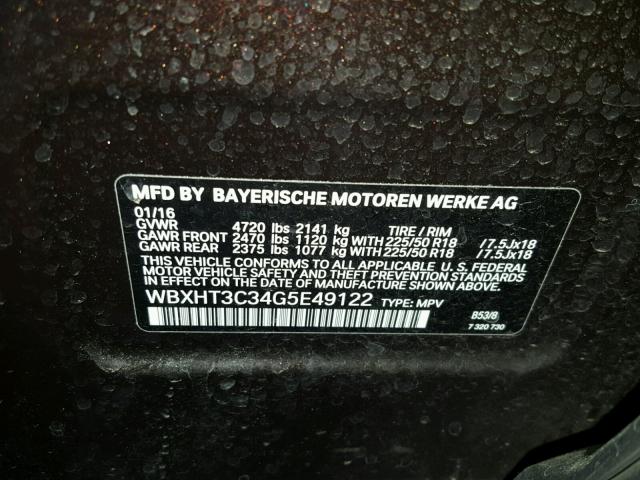 MFD BY BAYERISCHE MOTOREN WERKE AG
01/16
GVWR 4720 lbs 2141 kg TIRE / RIM
GAWR FRONT 2470 lbs 1120 kg WITH 225/50 R18 /7.5Jx18
GAWR REAR 2375 lbs 1077 kg WITH 225/50 R18 /7.5Jx18
THIS VEHICLE CONFORMS TO ALL APPLICABLE U. S. FEDERAL
MOTOR VEHICLE SAFETY AND THEFT PREVENTION STANDARDS
IN EFFECT ON THE DATE OF MANUFACTURE SHOWN ABOVE.
WBXHT3C34G5E49122 TYPE: MPV
B53/8
7 320 730